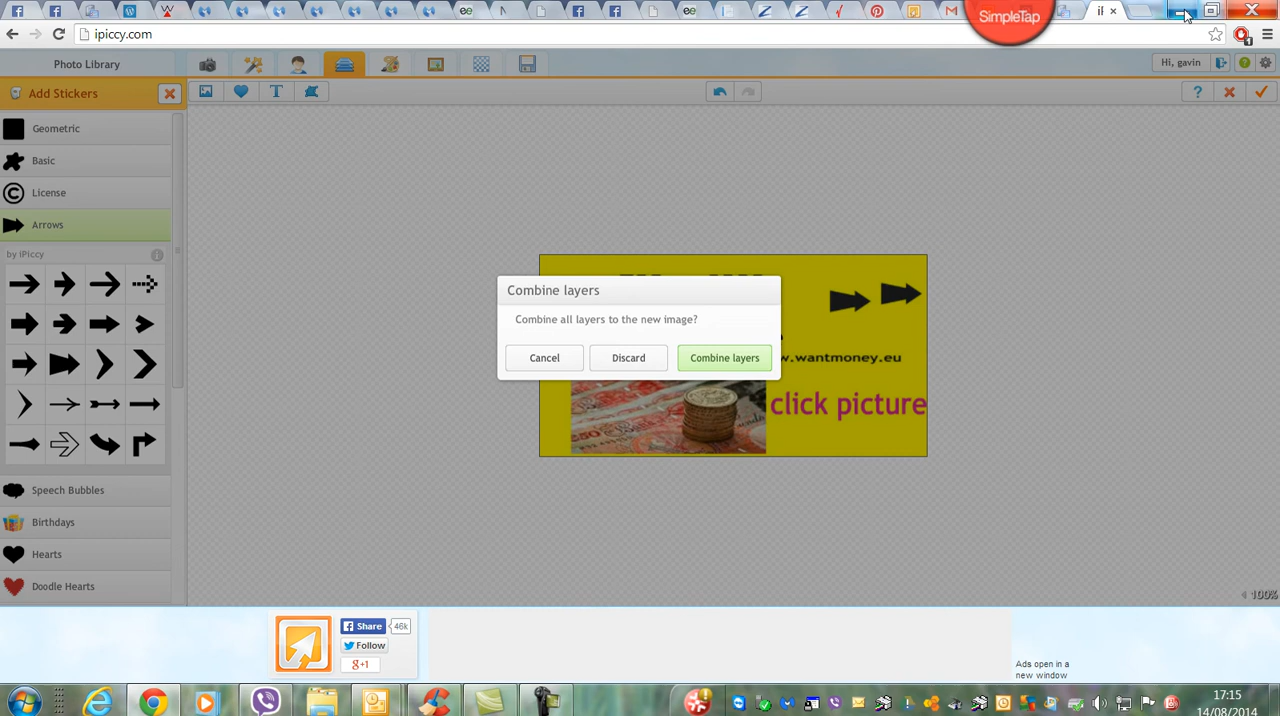 SimpleTap
ipiccy.com
Photo Library
Hi, gavin
?
Add Stickers
T
?
Geometric
Basic
License
Arrows
by iPiccy
i
Combine layers
Combine all layers to the new image?
Cancel
Discard
Combine layers
w.wantmoney.eu
click picture
Speech Bubbles
Birthdays
Hearts
Doodle Hearts
100%
Share
46k
Follow
g+1
Ads open in a
new window
17:15
14/08/2014